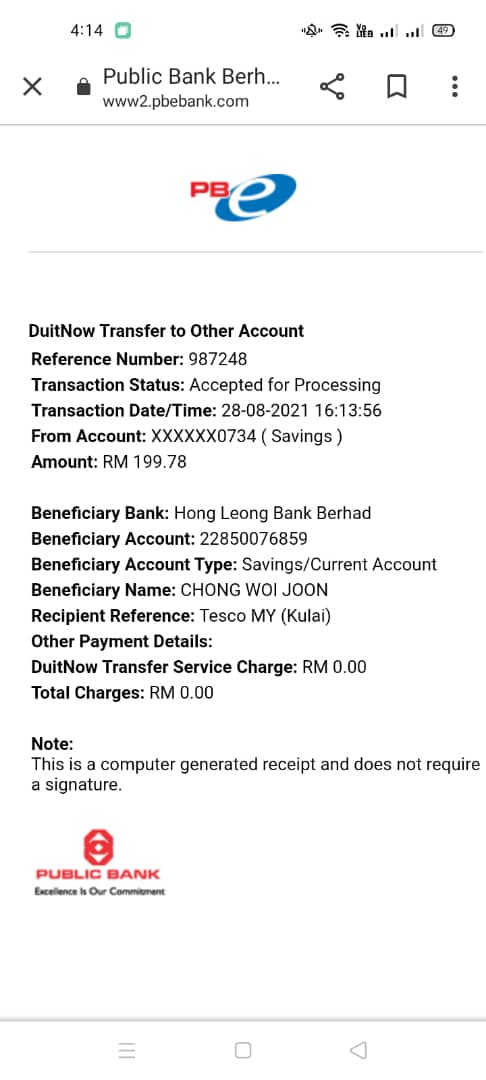 4:14
Vo LTE 49
Public Bank Berh...
www2.pbebank.com
PBe
DuitNow Transfer to Other Account
Reference Number: 987248
Transaction Status: Accepted for Processing
Transaction Date/Time: 28-08-2021 16:13:56
From Account: XXXXXX0734 ( Savings )
Amount: RM 199.78
Beneficiary Bank: Hong Leong Bank Berhad
Beneficiary Account: 22850076859
Beneficiary Account Type: Savings/Current Account
Beneficiary Name: CHONG WOI JOON
Recipient Reference: Tesco MY (Kulai)
Other Payment Details:
DuitNow Transfer Service Charge: RM 0.00
Total Charges: RM 0.00
Note:
This is a computer generated receipt and does not require
a signature.
PUBLIC BANK
Excellence Is Our Commitment